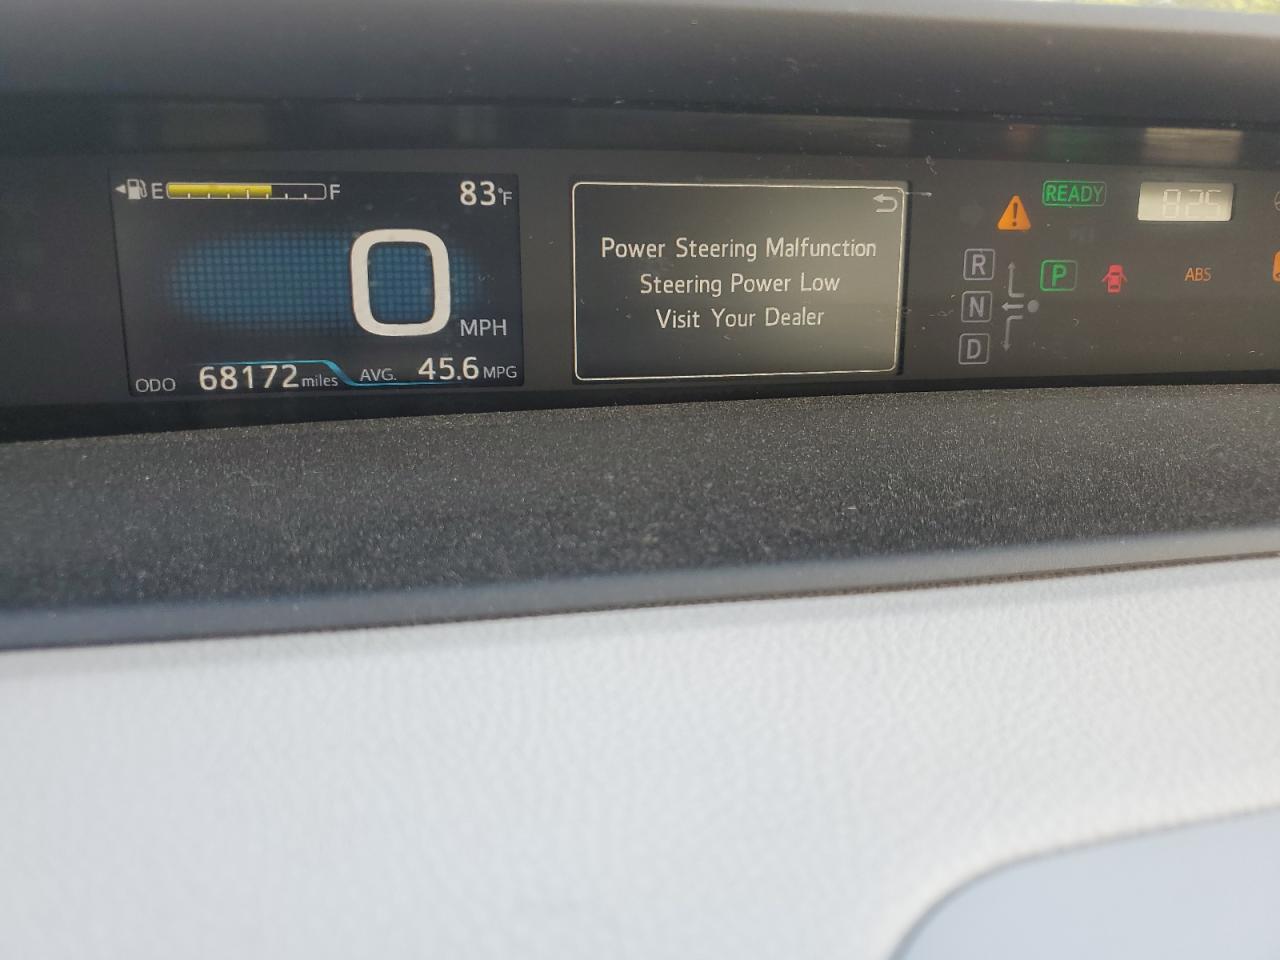 E F 83°F
0 MPH
ODO 68172 miles AVG. 45.6 MPG
Power Steering Malfunction
Steering Power Low
Visit Your Dealer
READY 8:25
R P ABS
N
D